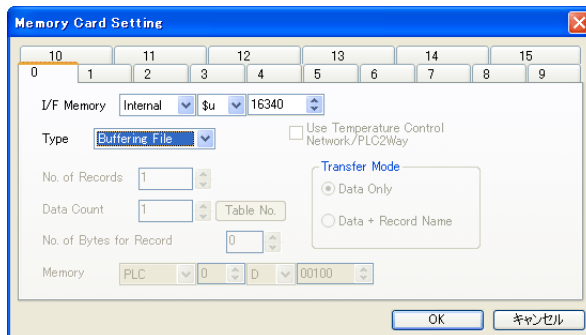 Memory Card Setting
10 11 12 13 14 15
0 1 2 3 4 5 6 7 8 9
I/F Memory Internal $u 16340
Type Buffering File
Use Temperature Control
Network/PLC2Way
No. of Records 1
Transfer Mode
Data Only
Data Count 1 Table No.
Data + Record Name
No. of Bytes for Record 0
Memory PLC 0 D 00100
OK キャンセル